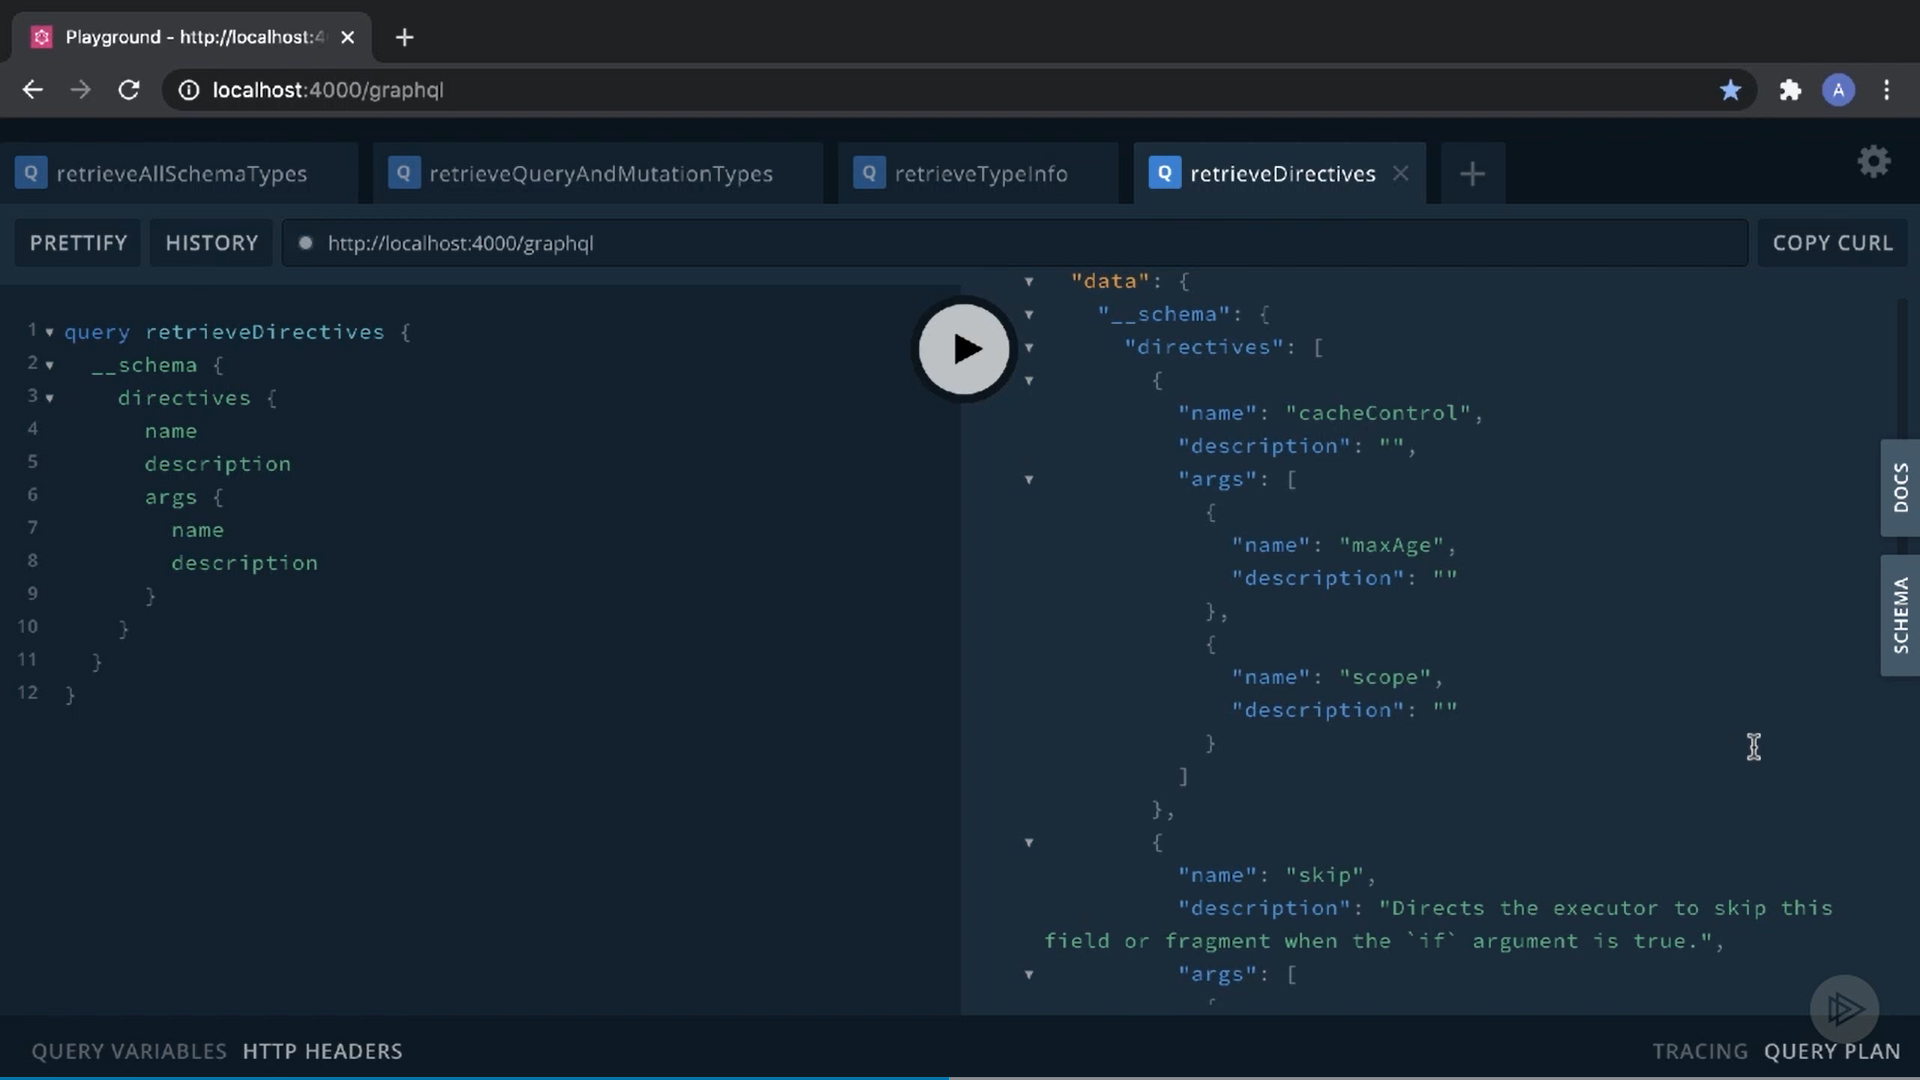 Playground - http://localhost:4
localhost:4000/graphql
A
Q retrieveAllSchemaTypes
Q retrieveQueryAndMutationTypes
Q retrieveTypeInfo
Q retrieveDirectives
PRETTIFY
HISTORY
http://localhost:4000/graphql
COPY CURL
1 query retrieveDirectives {
2 __schema {
3 directives {
4 name
5 description
6 args {
7 name
8 description
9 }
10 }
11 }
12 }
"data": {
"__schema": {
"directives": [
{
"name": "cacheControl",
"description": "",
"args": [
{
"name": "maxAge",
"description": ""
},
{
"name": "scope",
"description": ""
}
]
},
{
"name": "skip",
"description": "Directs the executor to skip this
field or fragment when the `if` argument is true.",
"args": [
{
DOCS
SCHEMA
QUERY VARIABLES
HTTP HEADERS
TRACING
QUERY PLAN